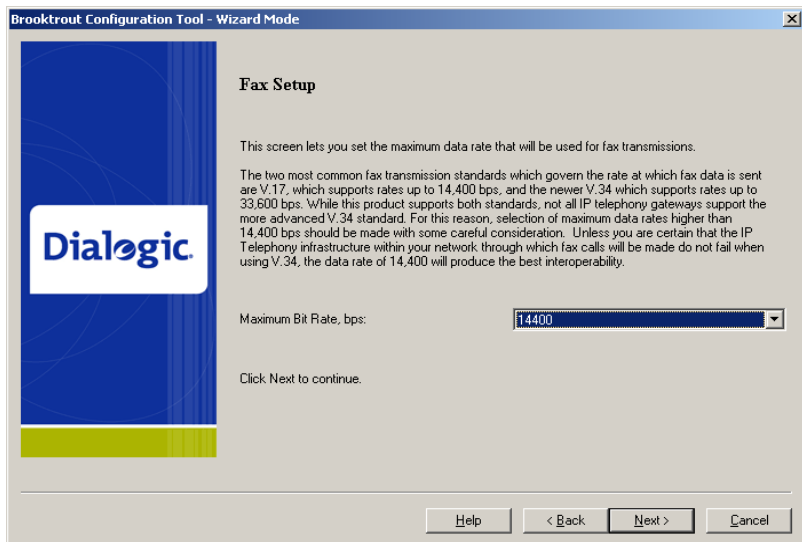 Brooktrout Configuration Tool - Wizard Mode
Fax Setup
This screen lets you set the maximum data rate that will be used for fax transmissions.
The two most common fax transmission standards which govern the rate at which fax data is sent
are V.17, which supports rates up to 14,400 bps, and the newer V.34 which supports rates up to
33,600 bps. While this product supports both standards, not all IP telephony gateways support the
more advanced V.34 standard. For this reason, selection of maximum data rates higher than
14,400 bps should be made with some careful consideration.  Unless you are certain that the IP
Telephony infrastructure within your network through which fax calls will be made do not fail when
using V.34, the data rate of 14,400 will produce the best interoperability.
Dialogic.
Maximum Bit Rate, bps:
14400
Click Next to continue.
Help
< Back
Next >
Cancel